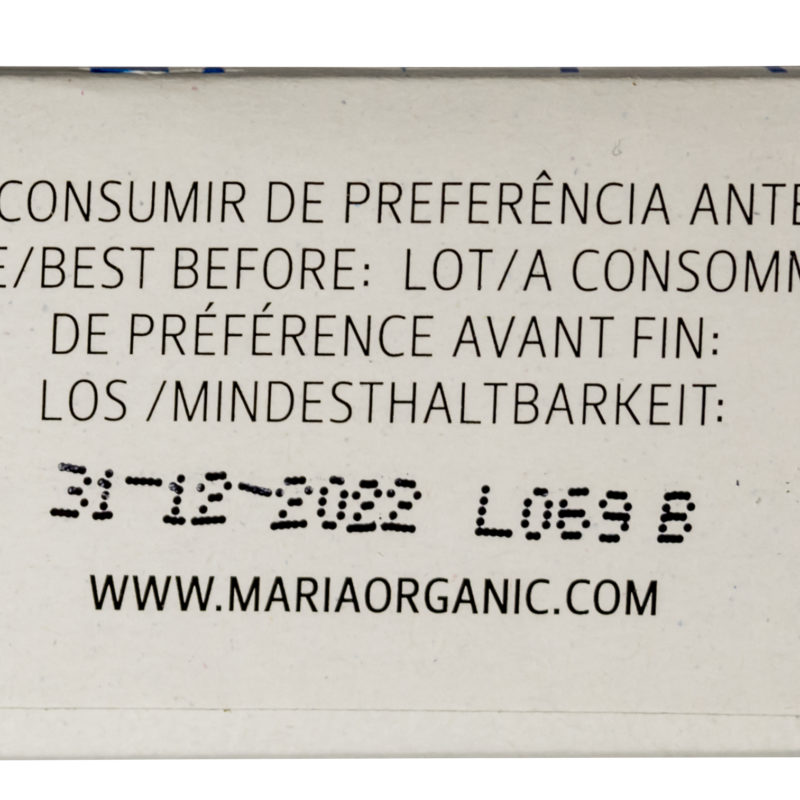 CONSUMIR DE PREFERÊNCIA ANTE
E/BEST BEFORE: LOT/A CONSOMM
DE PRÉFÉRENCE AVANT FIN:
LOS /MINDESTHALTBARKEIT:
31-12-2022 L069 B
WWW.MARIAORGANIC.COM